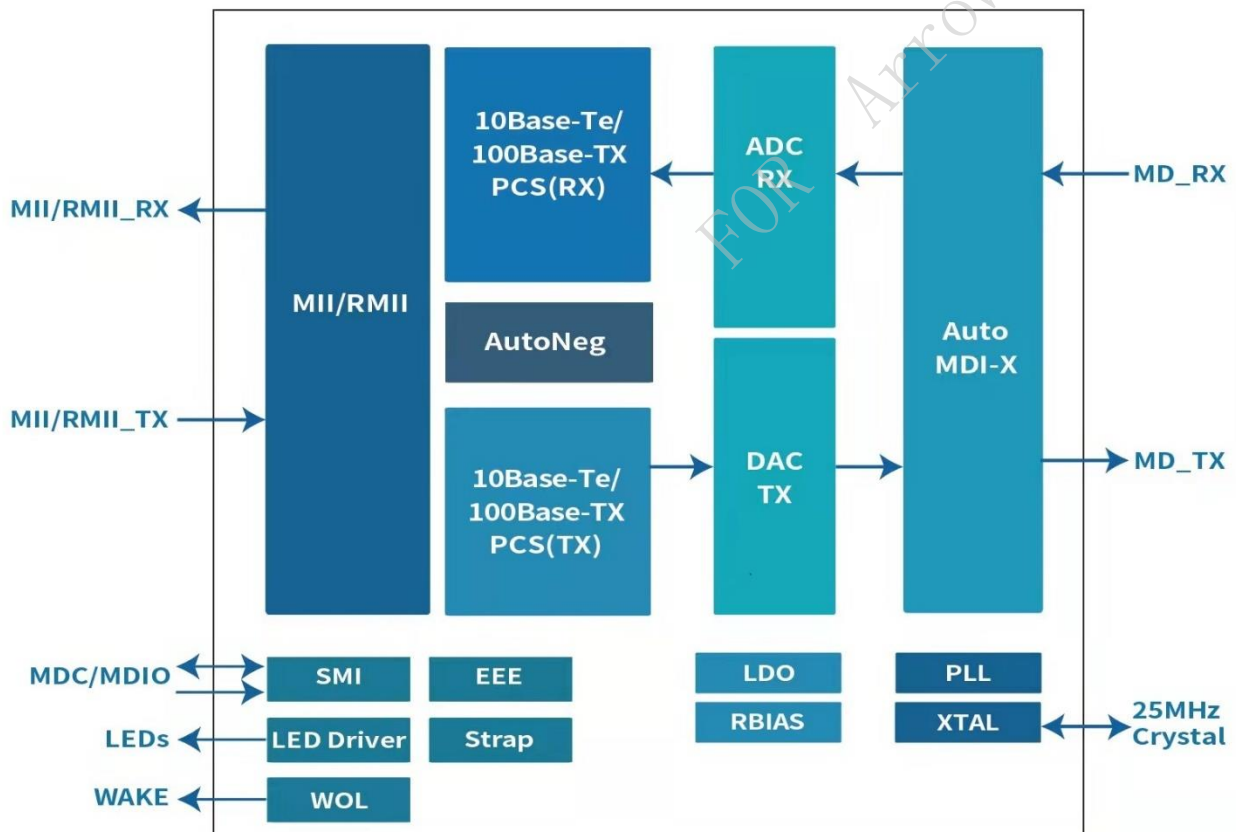 FOR Arrow
10Base-Te/
100Base-TX
PCS(RX)
ADC
RX
MD_RX
MII/RMII_RX
MII/RMII
AutoNeg
Auto
MDI-X
MII/RMII_TX
10Base-Te/
100Base-TX
PCS(TX)
DAC
TX
MD_TX
MDC/MDIO
SMI
EEE
LDO
PLL
LEDs
LED Driver
Strap
RBIAS
XTAL
25MHz
Crystal
WAKE
WOL